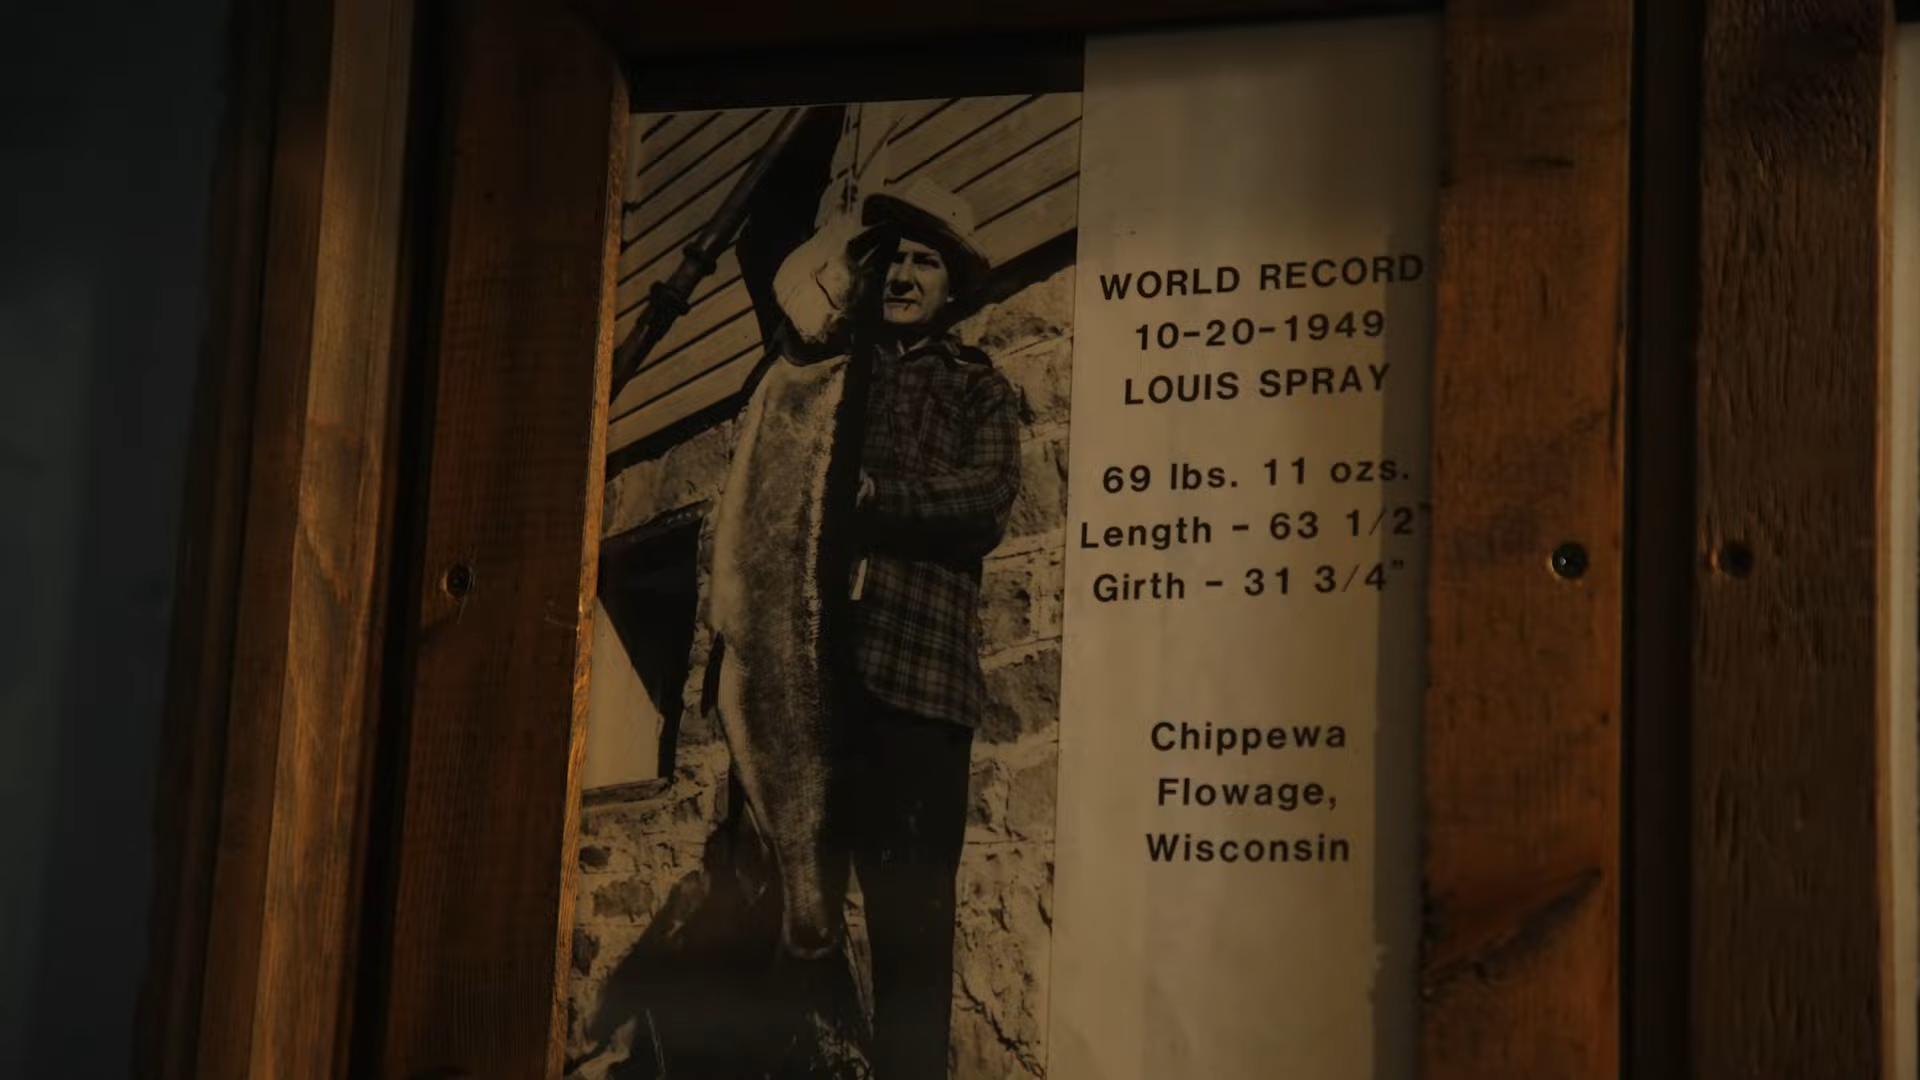 WORLD RECORD
10-20-1949
LOUIS SPRAY
69 lbs. 11 ozs.
Length - 63 1/2"
Girth - 31 3/4"
Chippewa
Flowage,
Wisconsin